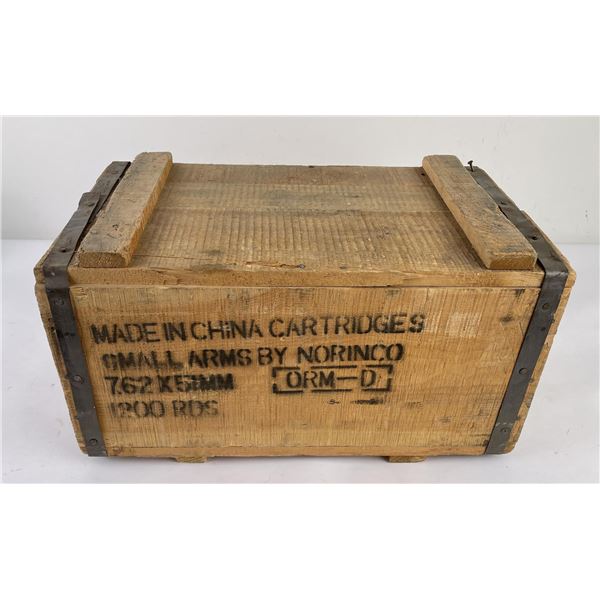 MADE IN CHINA CARTRIDGES
SMALL ARMS BY NORINCO
7.62 X 51MM ORM-D
1200 RDS